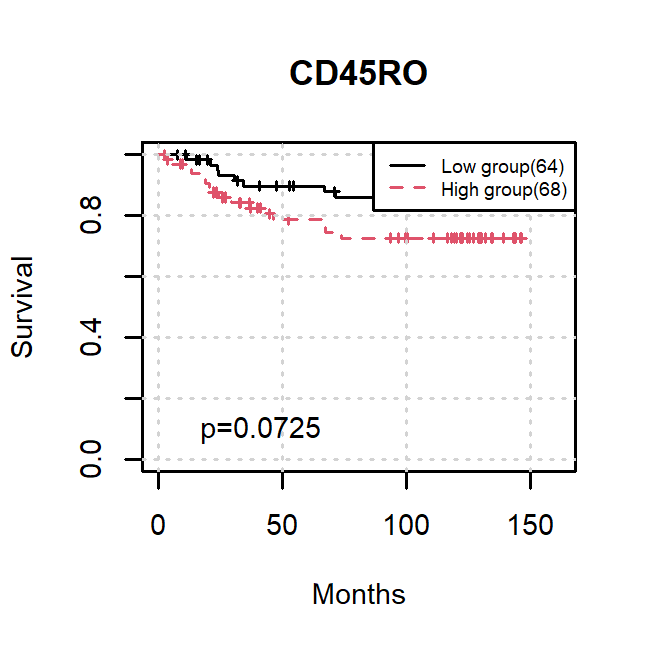 CD45RO
Low group(64)
High group(68)
Survival
0.8
0.4
0.0
p=0.0725
0 50 100 150
Months